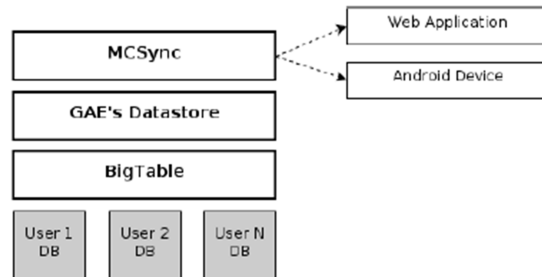 Web Application
MCSync
Android Device
GAE's Datastore
BigTable
User 1
DB
User 2
DB
User N
DB